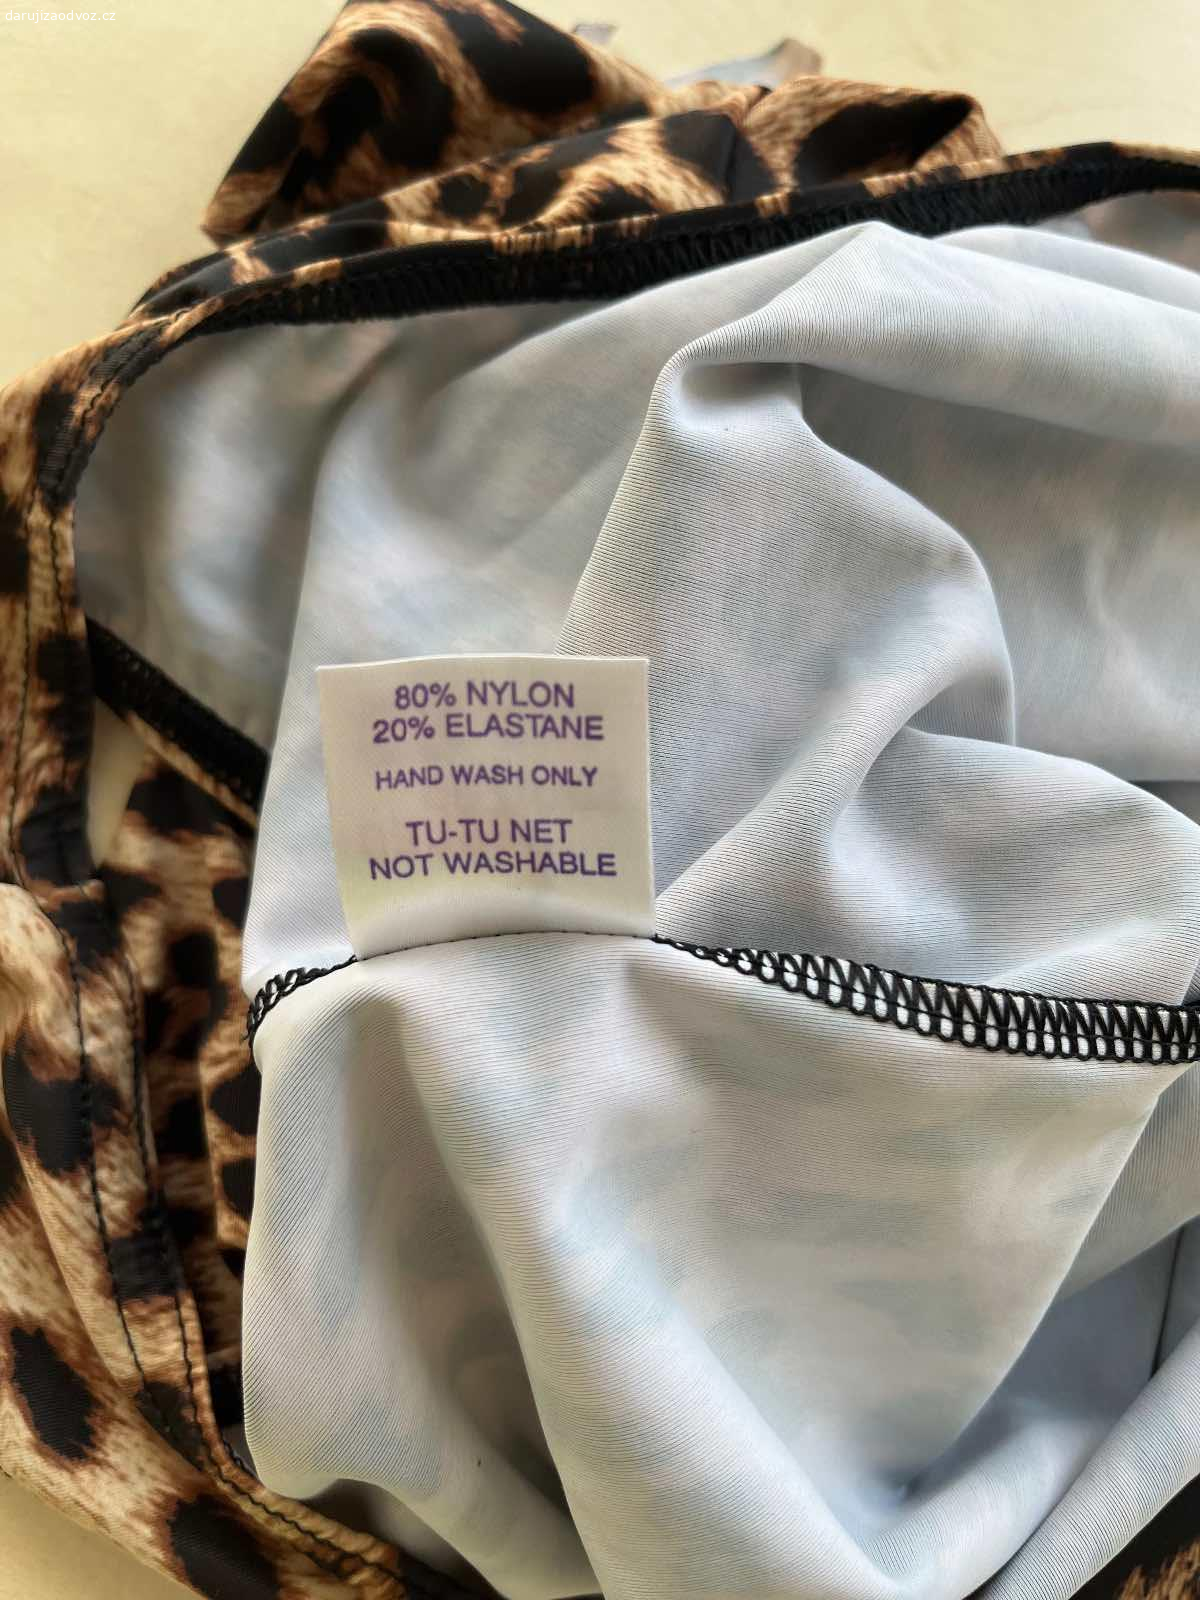 darujizaodvoz.cz
80% NYLON
20% ELASTANE
HAND WASH ONLY
TU-TU NET
NOT WASHABLE